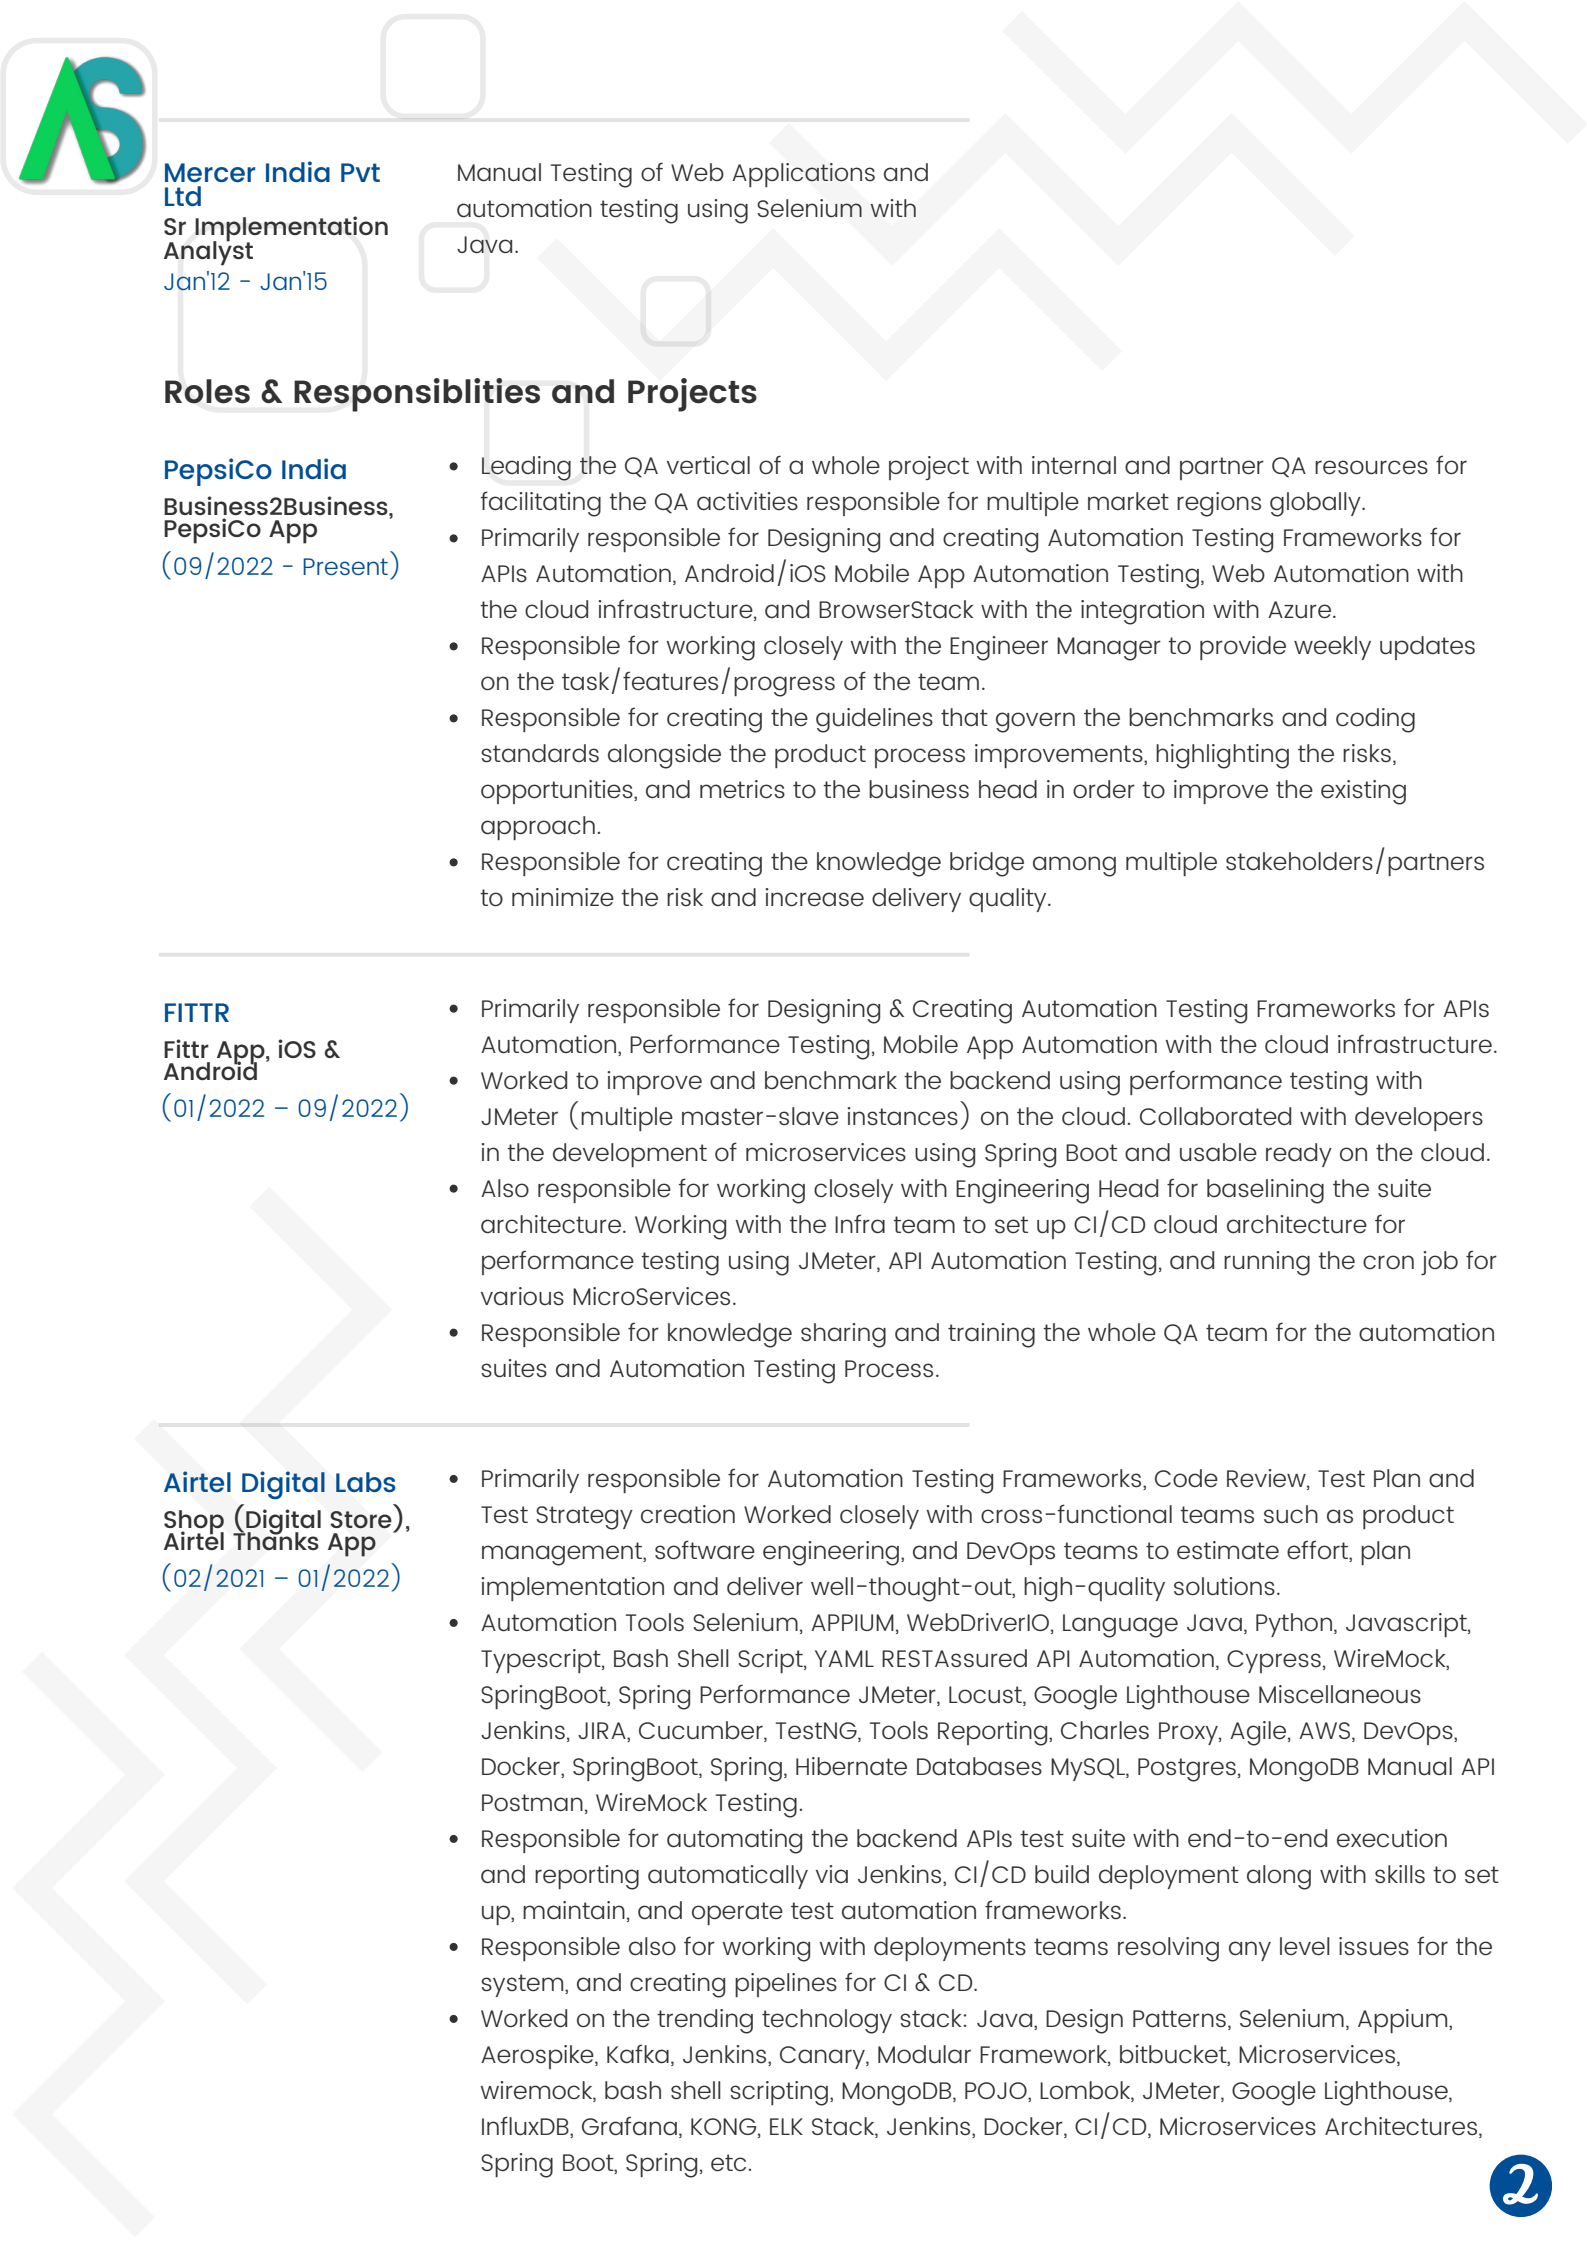 AS
Mercer India Pvt
Ltd
Sr Implementation
Analyst
Jan'12 - Jan'15
Manual Testing of Web Applications and
automation testing using Selenium with
Java.
Roles & Responsiblities and Projects
PepsiCo India
Business2Business,
PepsiCo App
(09/2022 - Present)
• Leading the QA vertical of a whole project with internal and partner QA resources for
facilitating the QA activities responsible for multiple market regions globally.
• Primarily responsible for Designing and creating Automation Testing Frameworks for
APIs Automation, Android/iOS Mobile App Automation Testing, Web Automation with
the cloud infrastructure, and BrowserStack with the integration with Azure.
• Responsible for working closely with the Engineer Manager to provide weekly updates
on the task/features/progress of the team.
• Responsible for creating the guidelines that govern the benchmarks and coding
standards alongside the product process improvements, highlighting the risks,
opportunities, and metrics to the business head in order to improve the existing
approach.
• Responsible for creating the knowledge bridge among multiple stakeholders/partners
to minimize the risk and increase delivery quality.
FITTR
Fittr App, iOS &
Android
(01/2022 – 09/2022)
• Primarily responsible for Designing & Creating Automation Testing Frameworks for APIs
Automation, Performance Testing, Mobile App Automation with the cloud infrastructure.
• Worked to improve and benchmark the backend using performance testing with
JMeter (multiple master-slave instances) on the cloud. Collaborated with developers
in the development of microservices using Spring Boot and usable ready on the cloud.
• Also responsible for working closely with Engineering Head for baselining the suite
architecture. Working with the Infra team to set up CI/CD cloud architecture for
performance testing using JMeter, API Automation Testing, and running the cron job for
various MicroServices.
• Responsible for knowledge sharing and training the whole QA team for the automation
suites and Automation Testing Process.
Airtel Digital Labs
Shop (Digital Store),
Airtel Thanks App
(02/2021 – 01/2022)
• Primarily responsible for Automation Testing Frameworks, Code Review, Test Plan and
Test Strategy creation Worked closely with cross-functional teams such as product
management, software engineering, and DevOps teams to estimate effort, plan
implementation and deliver well-thought-out, high-quality solutions.
• Automation Tools Selenium, APPIUM, WebDriverIO, Language Java, Python, Javascript,
Typescript, Bash Shell Script, YAML RESTAssured API Automation, Cypress, WireMock,
SpringBoot, Spring Performance JMeter, Locust, Google Lighthouse Miscellaneous
Jenkins, JIRA, Cucumber, TestNG, Tools Reporting, Charles Proxy, Agile, AWS, DevOps,
Docker, SpringBoot, Spring, Hibernate Databases MySQL, Postgres, MongoDB Manual API
Postman, WireMock Testing.
• Responsible for automating the backend APIs test suite with end-to-end execution
and reporting automatically via Jenkins, CI/CD build deployment along with skills to set
up, maintain, and operate test automation frameworks.
• Responsible also for working with deployments teams resolving any level issues for the
system, and creating pipelines for CI & CD.
• Worked on the trending technology stack: Java, Design Patterns, Selenium, Appium,
Aerospike, Kafka, Jenkins, Canary, Modular Framework, bitbucket, Microservices,
wiremock, bash shell scripting, MongoDB, POJO, Lombok, JMeter, Google Lighthouse,
InfluxDB, Grafana, KONG, ELK Stack, Jenkins, Docker, CI/CD, Microservices Architectures,
Spring Boot, Spring, etc.
2